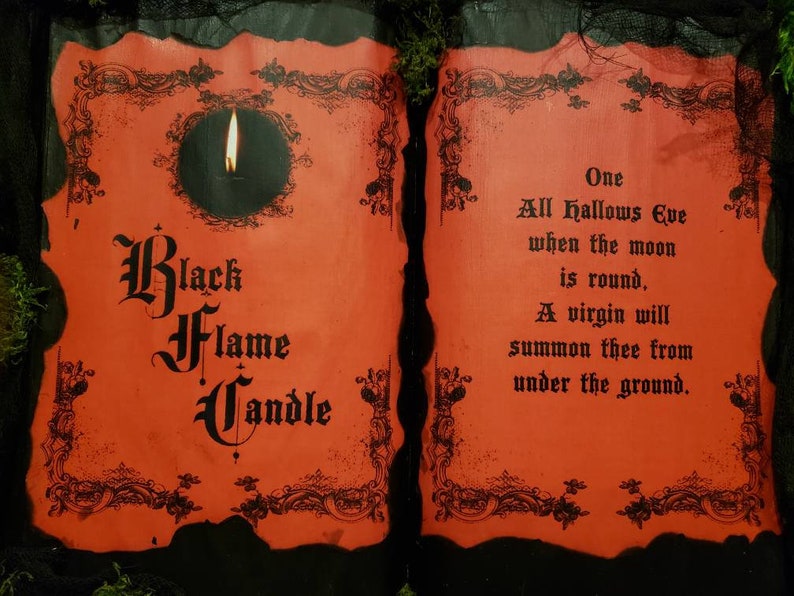 Black
Flame
Candle
One
All Hallows Eve
when the moon
is round,
A virgin will
summon thee from
under the ground.